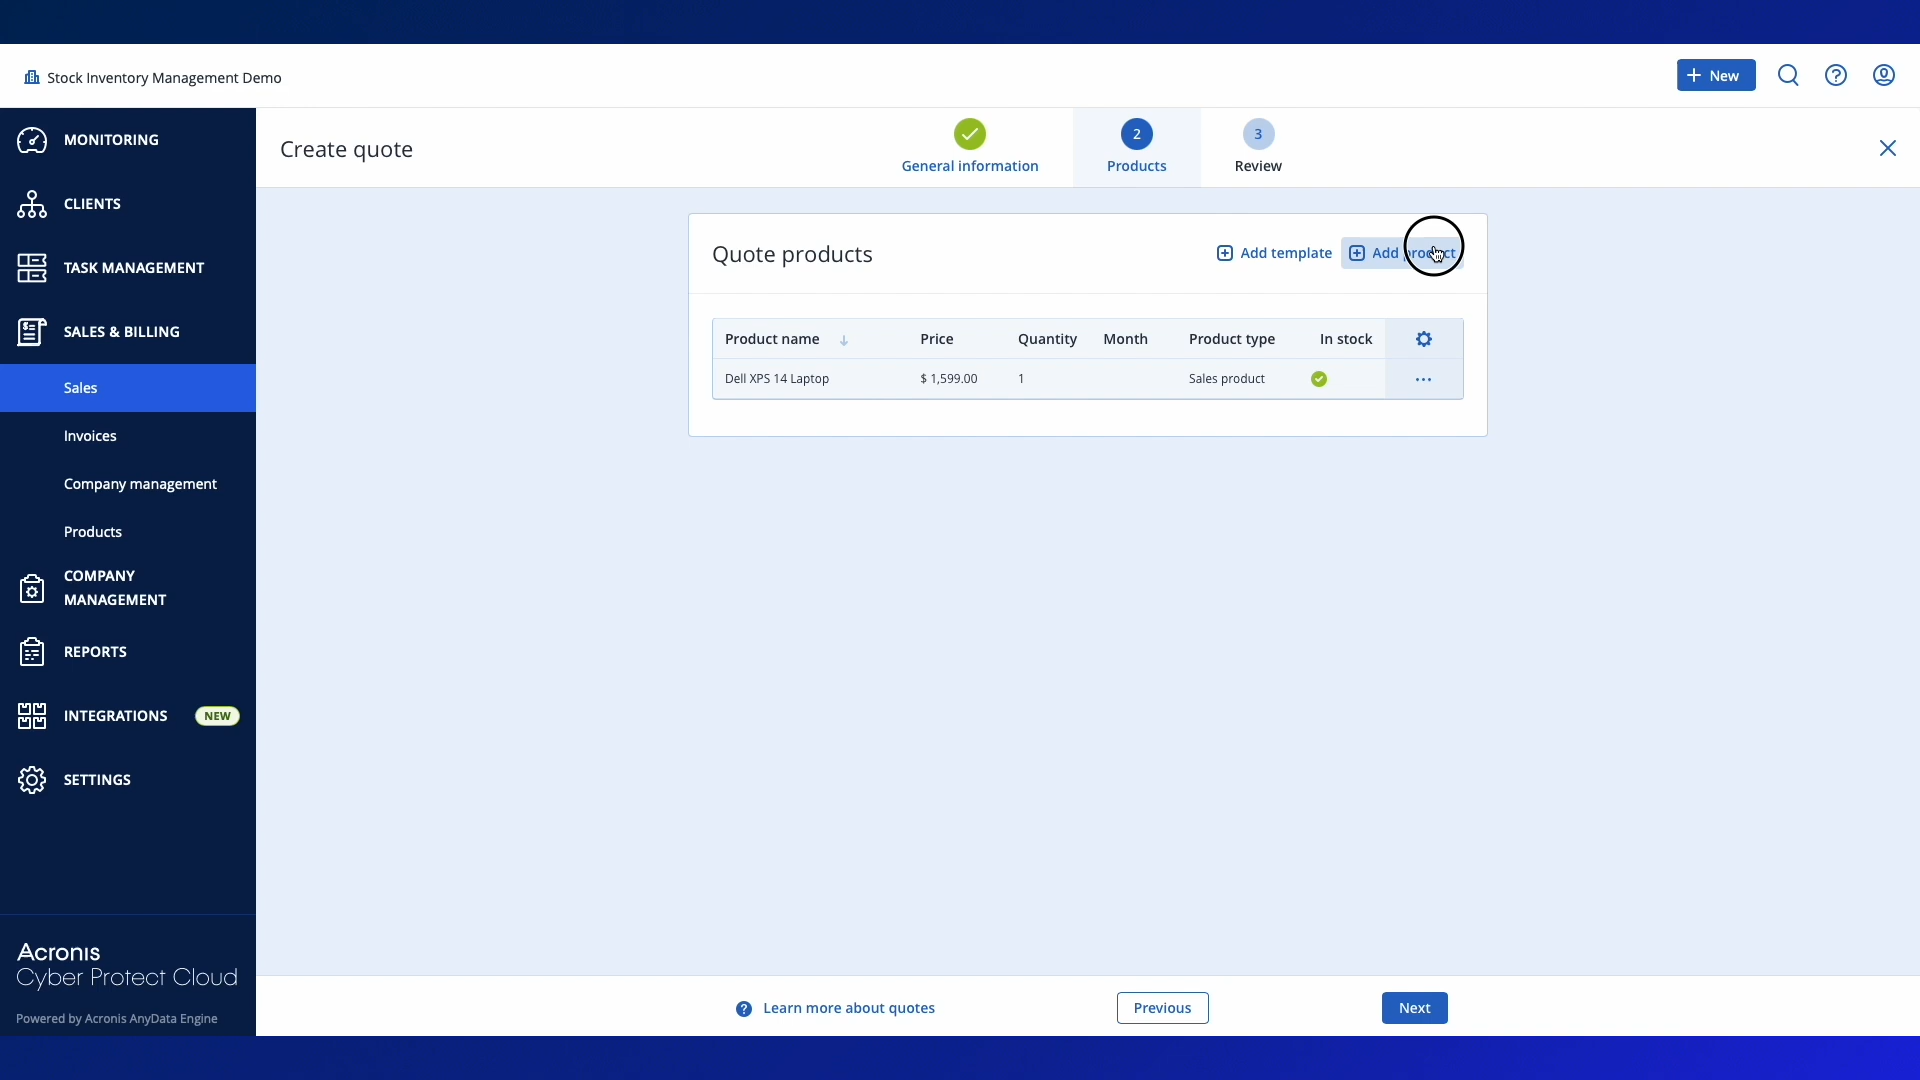 Stock Inventory Management Demo
New
MONITORING
CLIENTS
TASK MANAGEMENT
SALES & BILLING
Sales
Invoices
Company management
Products
COMPANY
MANAGEMENT
REPORTS
INTEGRATIONS NEW
SETTINGS
Acronis
Cyber Protect Cloud
Powered by Acronis AnyData Engine
Create quote
General information
2
Products
3
Review
Quote products
Add template
Add product
Product name Price Quantity Month Product type In stock
Dell XPS 14 Laptop $ 1,599.00 1 Sales product
Learn more about quotes
Previous
Next